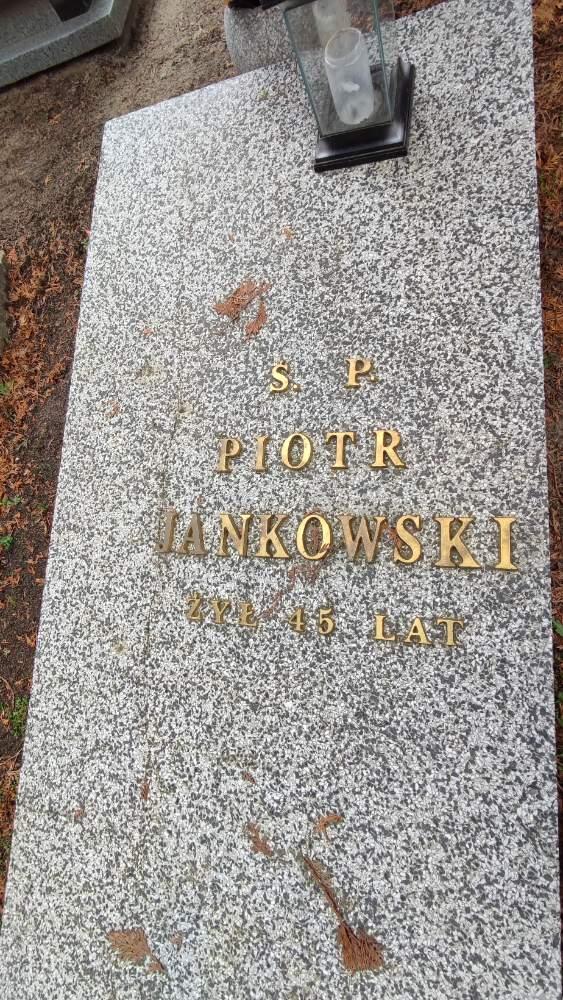 Ś. P.
PIOTR
JANKOWSKI
ŻYŁ 45 LAT